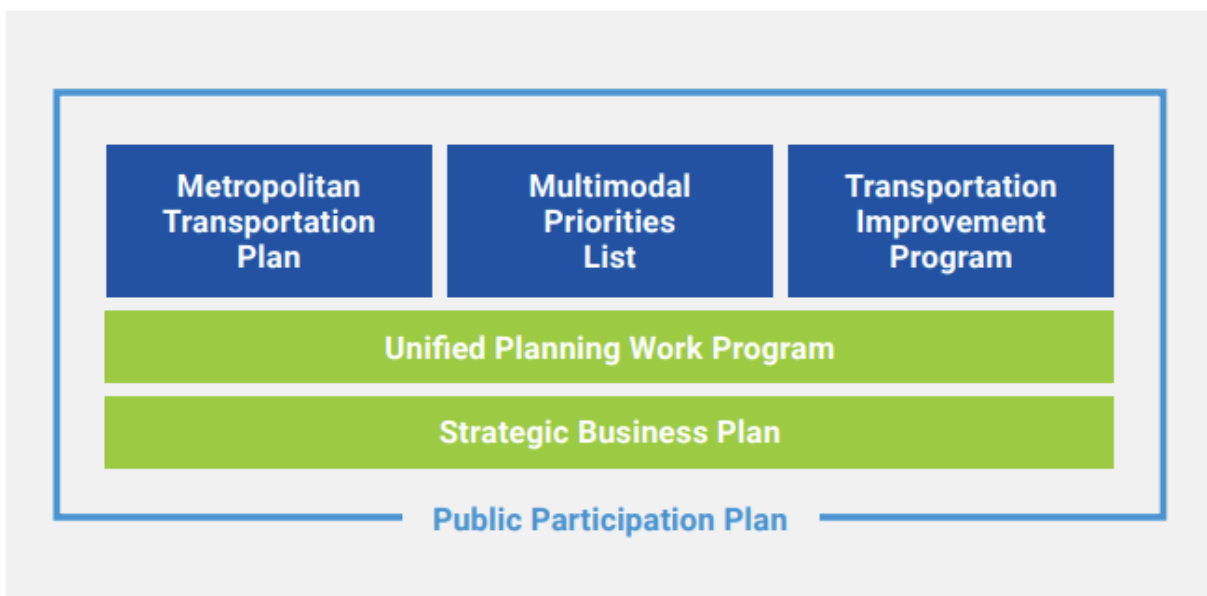 Metropolitan
Transportation
Plan
Multimodal
Priorities
List
Transportation
Improvement
Program
Unified Planning Work Program
Strategic Business Plan
Public Participation Plan